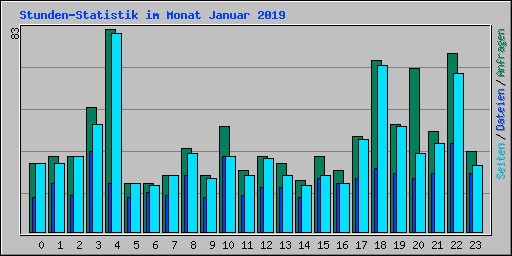 Stunden-Statistik im Monat Januar 2019
83
Seiten / Dateien / Anfragen
0 1 2 3 4 5 6 7 8 9 10 11 12 13 14 15 16 17 18 19 20 21 22 23